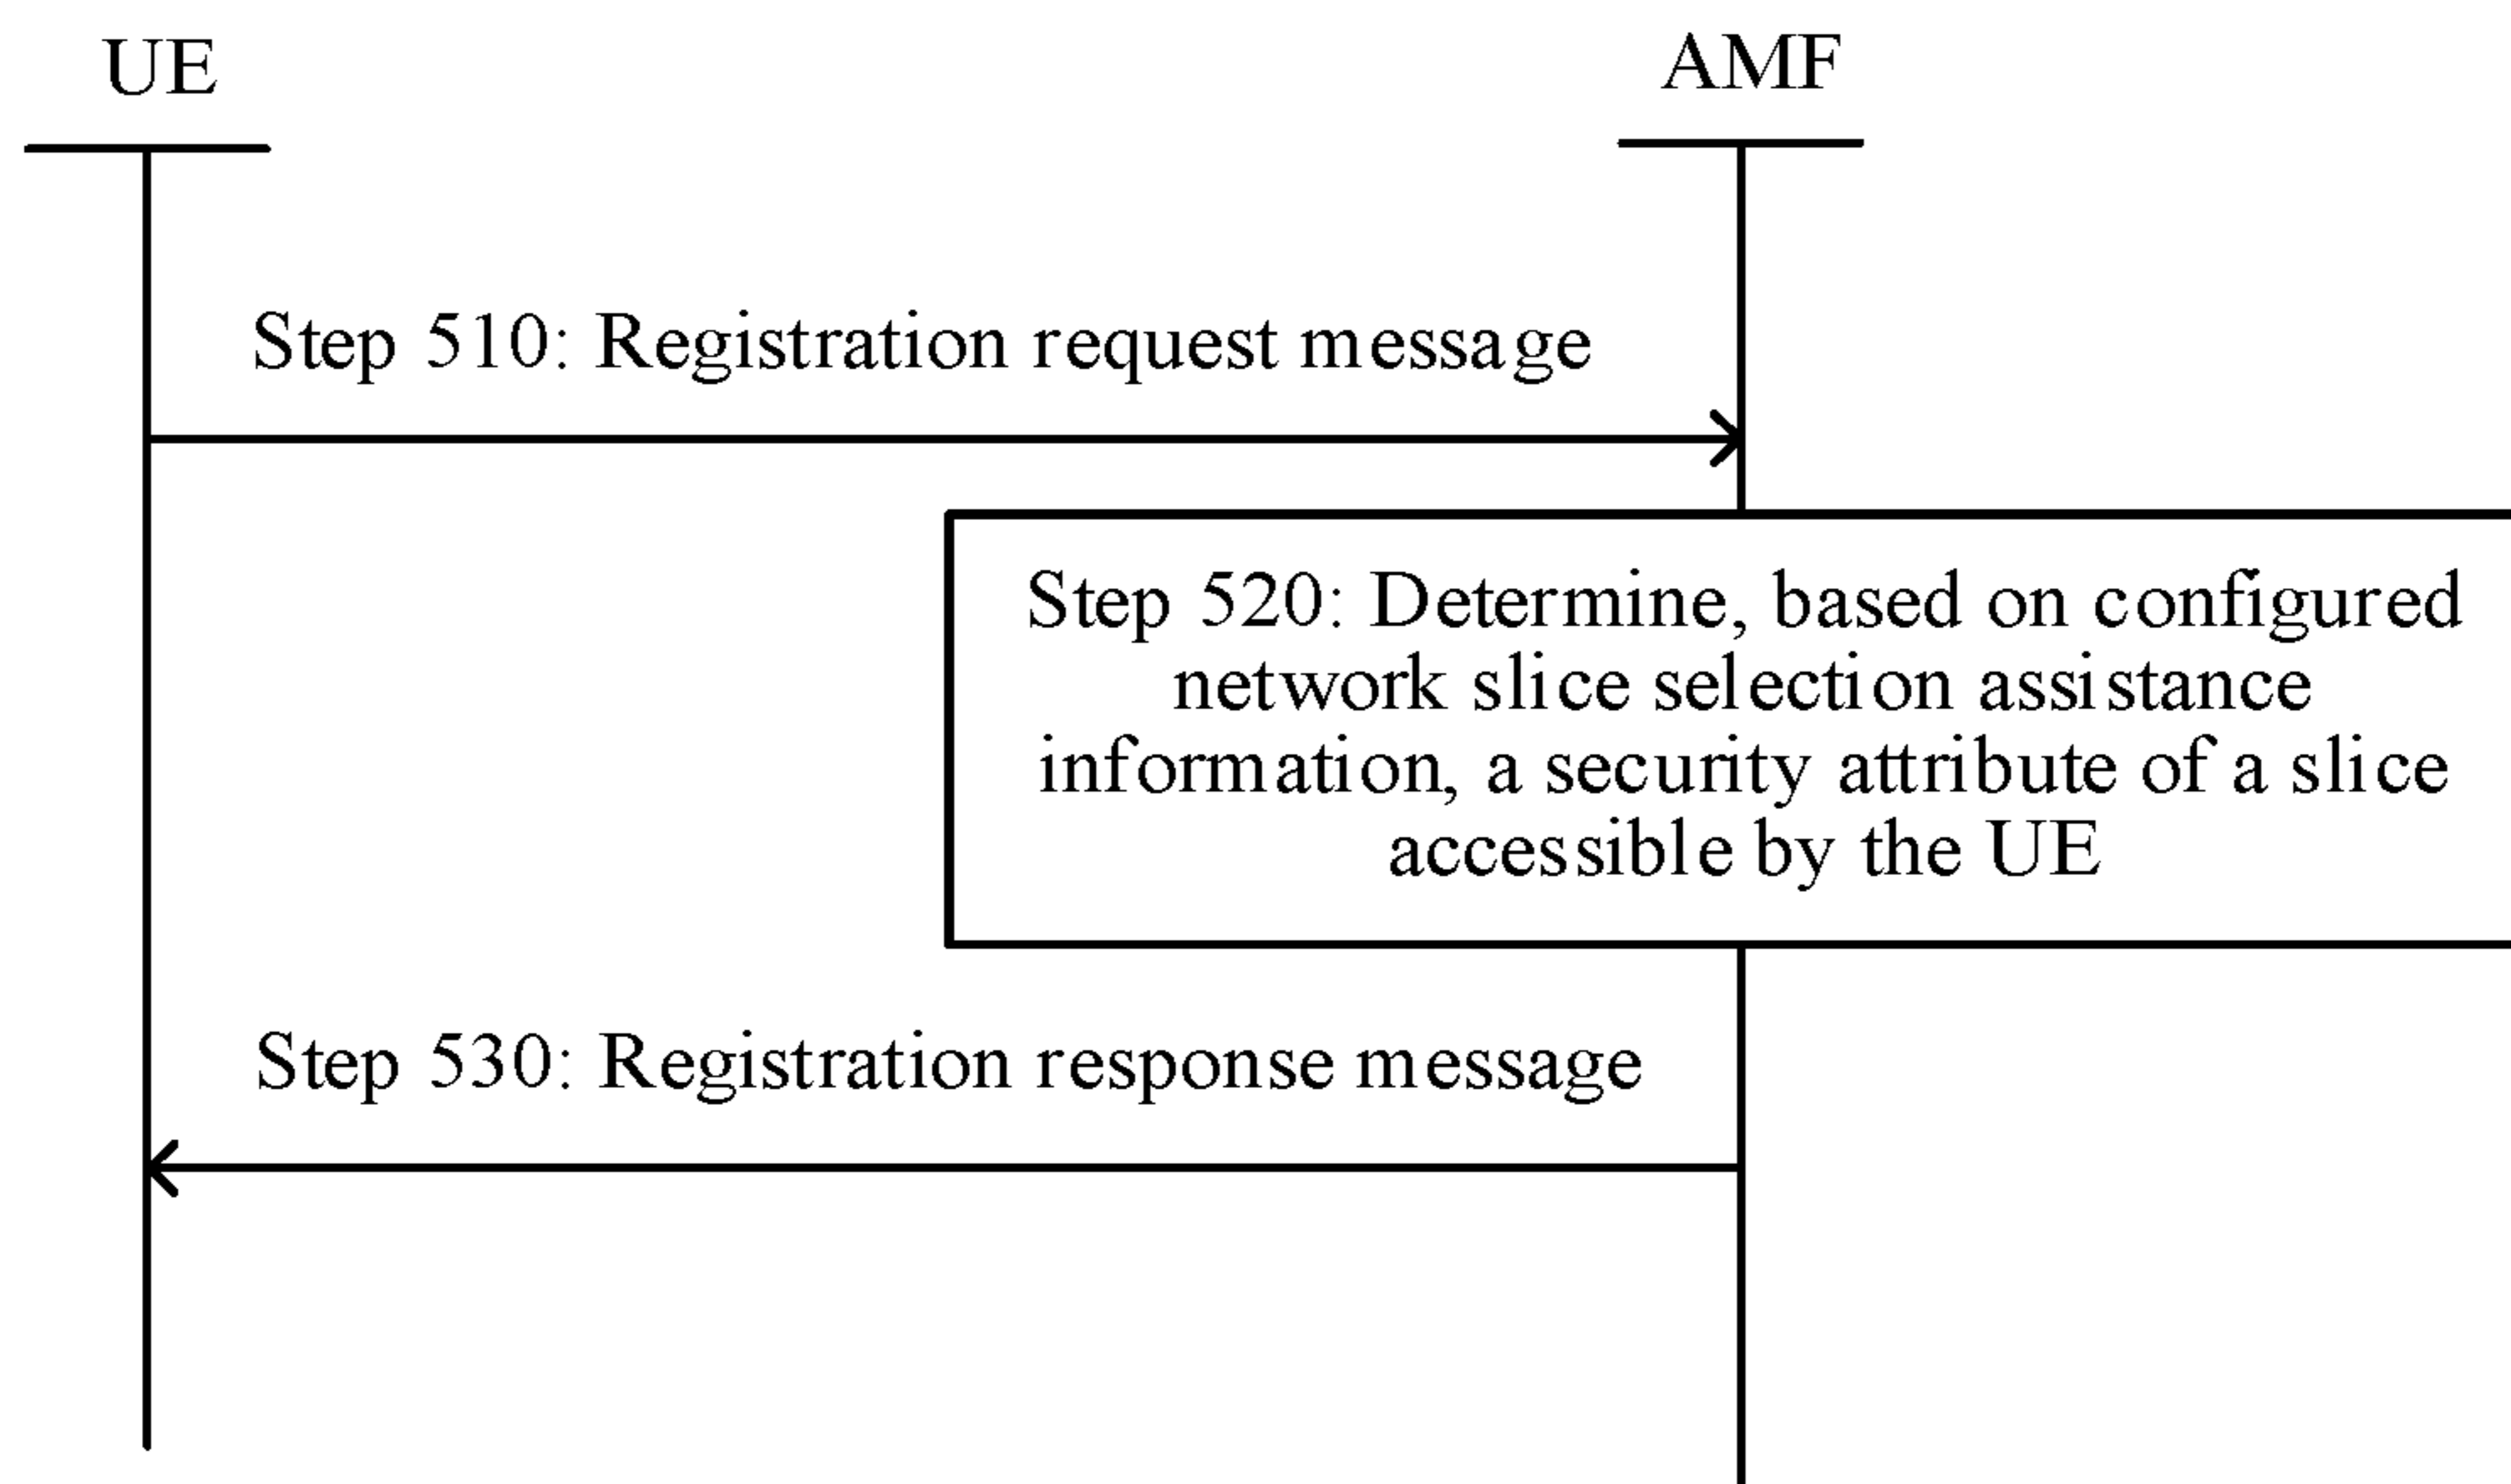 UE
AMF
Step 510: Registration request message
Step 520: Determine, based on configured
network slice selection assistance
information, a security attribute of a slice
accessible by the UE
Step 530: Registration response message